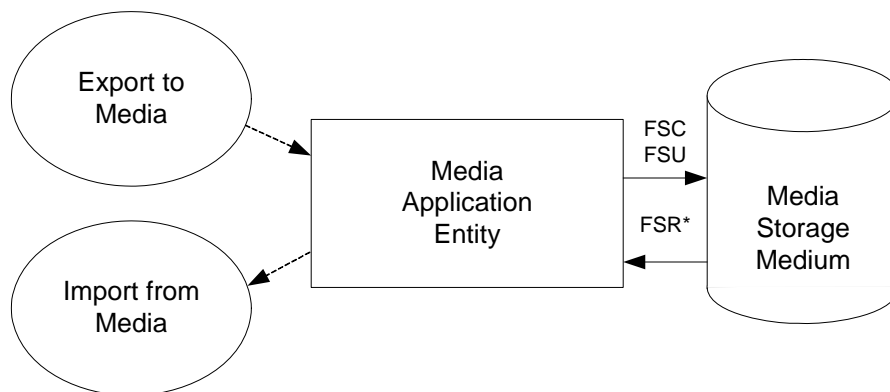 Export to
Media
Import from
Media
Media
Application
Entity
FSC
FSU
FSR*
Media
Storage
Medium